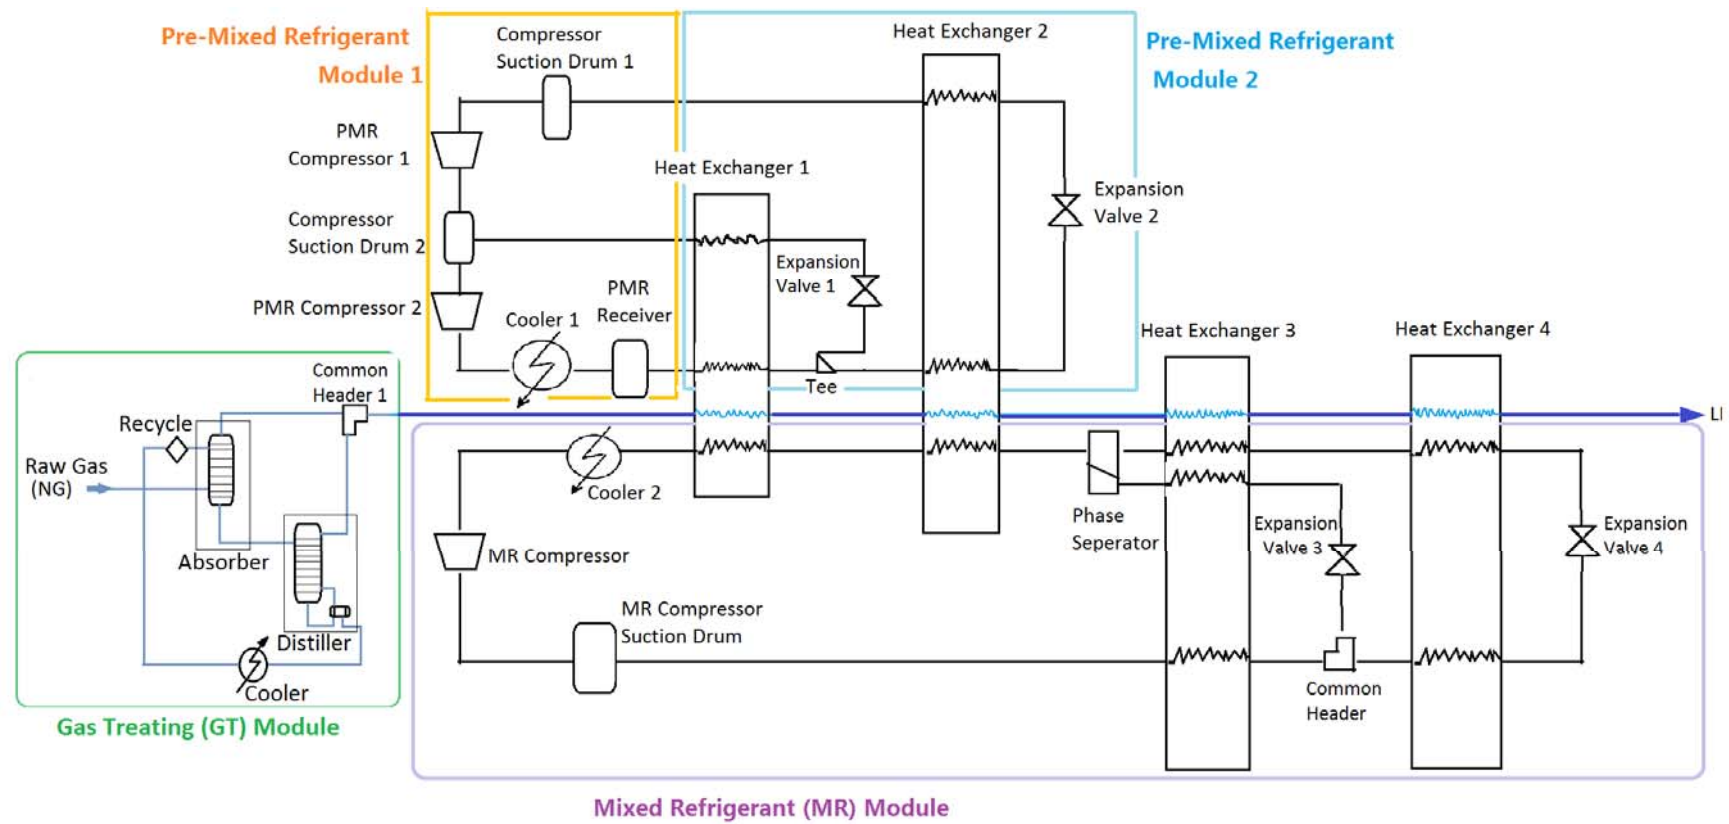 Pre-Mixed Refrigerant
Module 1
Compressor
Suction Drum 1
Heat Exchanger 2
Pre-Mixed Refrigerant
Module 2
PMR
Compressor 1
Heat Exchanger 1
Expansion
Valve 2
Compressor
Suction Drum 2
Expansion
Valve 1
PMR Compressor 2
PMR
Receiver
Cooler 1
Tee
Heat Exchanger 3
Heat Exchanger 4
Common
Header 1
LI
Recycle
Raw Gas
(NG)
Absorber
Distiller
Cooler
Gas Treating (GT) Module
Cooler 2
MR Compressor
MR Compressor
Suction Drum
Phase
Seperator
Expansion
Valve 3
Expansion
Valve 4
Common
Header
Mixed Refrigerant (MR) Module